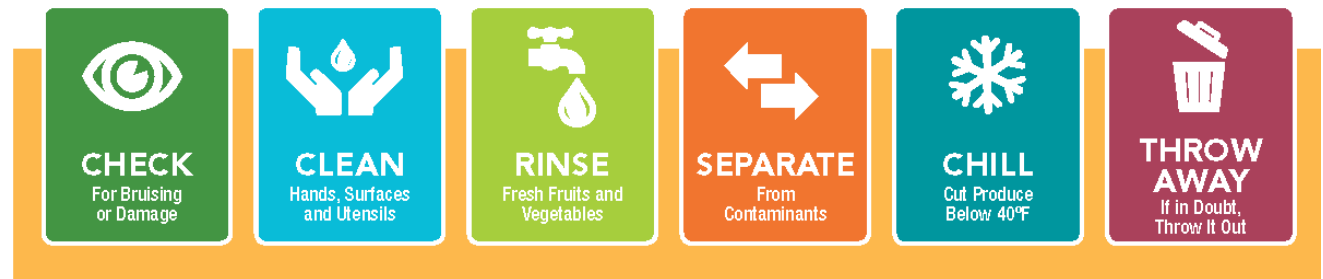 CHECK
For Bruising
or Damage
CLEAN
Hands, Surfaces
and Utensils
RINSE
Fresh Fruits and
Vegetables
SEPARATE
From
Contaminants
CHILL
Cut Produce
Below 40ºF
THROW
AWAY
If in Doubt,
Throw It Out